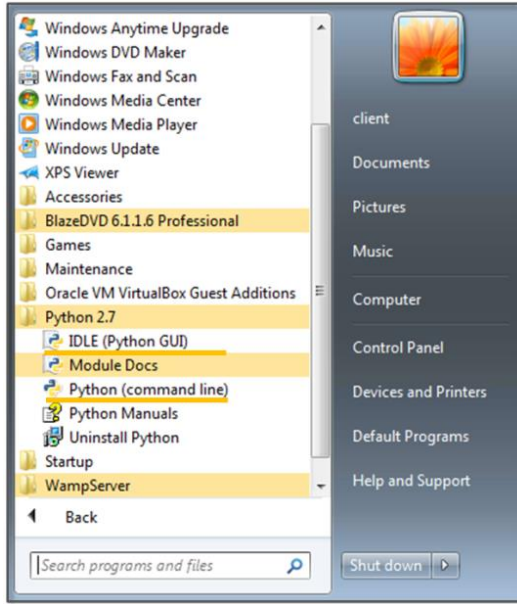 Windows Anytime Upgrade
Windows DVD Maker
Windows Fax and Scan
Windows Media Center
Windows Media Player
Windows Update
XPS Viewer
Accessories
BlazeDVD 6.1.1.6 Professional
Games
Maintenance
Oracle VM VirtualBox Guest Additions
Python 2.7
IDLE (Python GUI)
Module Docs
Python (command line)
Python Manuals
Uninstall Python
Startup
WampServer
Back
Search programs and files
client
Documents
Pictures
Music
Computer
Control Panel
Devices and Printers
Default Programs
Help and Support
Shut down